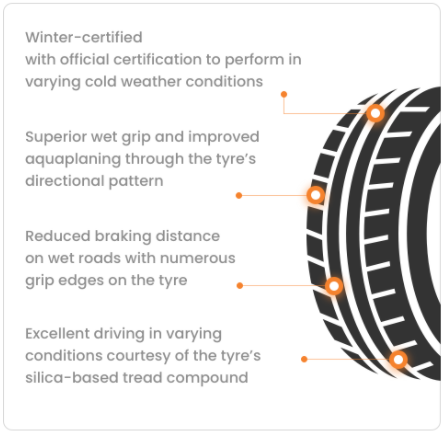 Winter-certified
with official certification to perform in
varying cold weather conditions
Superior wet grip and improved
aquaplaning through the tyre's
directional pattern
Reduced braking distance
on wet roads with numerous
grip edges on the tyre
Excellent driving in varying
conditions courtesy of the tyre's
silica-based tread compound